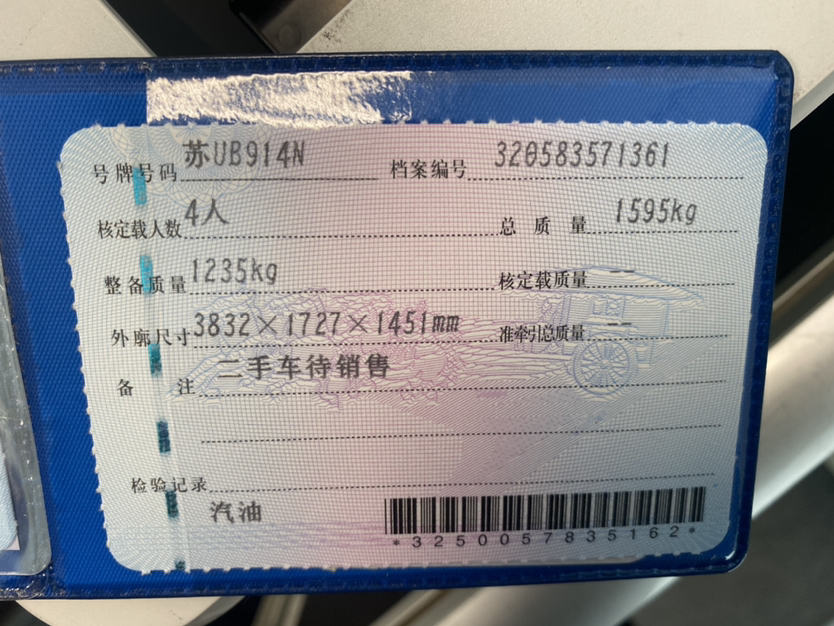 号牌号码 苏UB914N 档案编号 320583571361
核定载人数 4人 总质量 1595kg
整备质量 1235kg 核定载质量 --
外廓尺寸 3832×1727×1451mm 准牵引总质量 --
备注 二手车待销售
检验记录
汽油
*3250057835162*